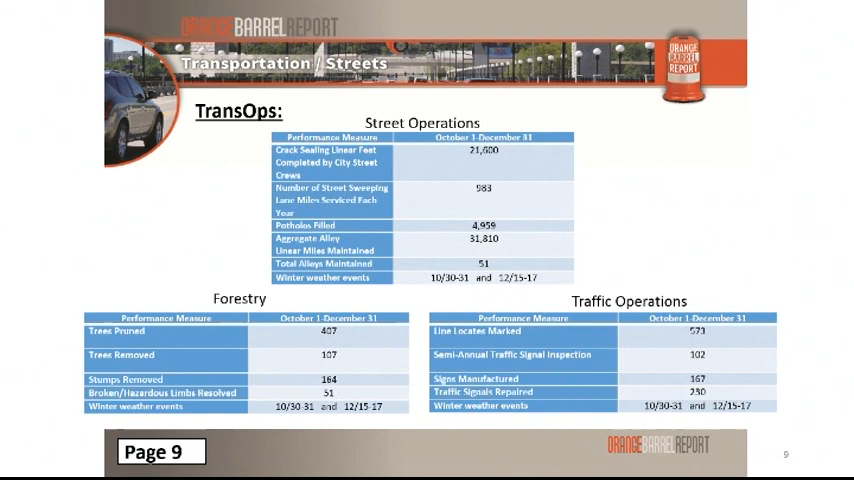 ORANGEBARRELREPORT
Transportation / Streets
ORANGE
BARREL
REPORT
TransOps:
Street Operations
Performance Measure October 1-December 31
Crack Sealing Linear Feet
Completed by City Street
Crews
21,600
Number of Street Sweeping
Lane Miles Serviced Each
Year
983
Potholes Filled 4,959
Aggregate Alley
Linear Miles Maintained
31,810
Total Alleys Maintained 51
Winter weather events 10/30-31 and 12/15-17
Forestry
Performance Measure October 1-December 31
Trees Pruned 407
Trees Removed 107
Stumps Removed 164
Broken/Hazardous Limbs Resolved 51
Winter weather events 10/30-31 and 12/15-17
Traffic Operations
Performance Measure October 1-December 31
Line Locates Marked 573
Semi-Annual Traffic Signal Inspection 102
Signs Manufactured 167
Traffic Signals Repaired 230
Winter weather events 10/30-31 and 12/15-17
Page 9
ORANGEBARRELREPORT
9